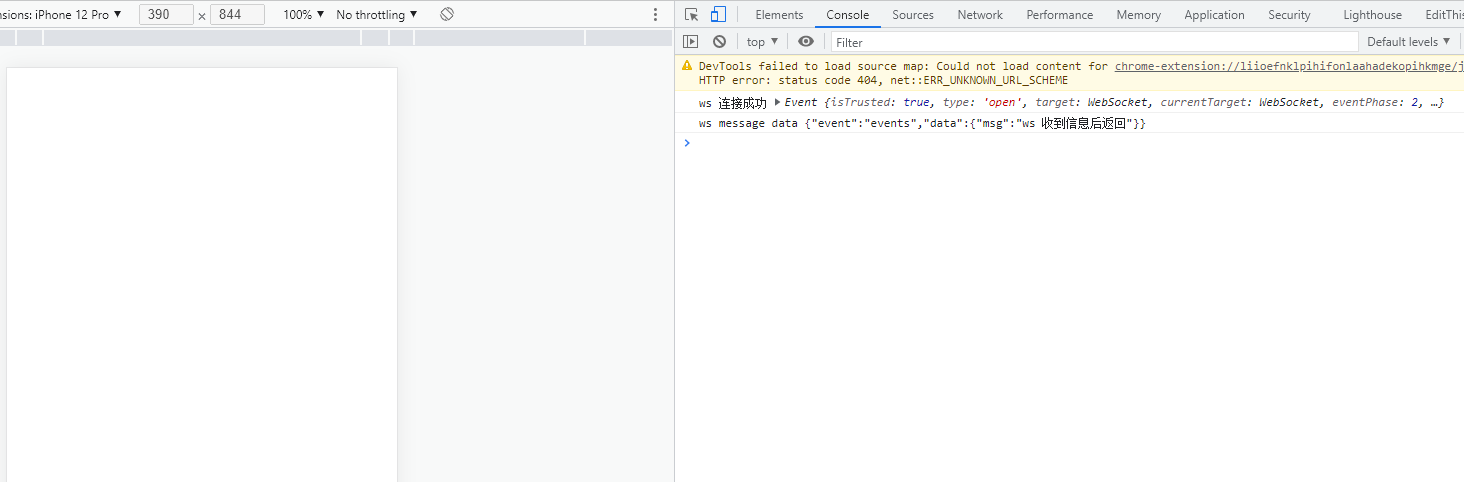 nsions: iPhone 12 Pro ▼ 390 × 844 100% ▼ No throttling ▼
Elements Console Sources Network Performance Memory Application Security Lighthouse EditThis
top ▼ Filter Default levels ▼
DevTools failed to load source map: Could not load content for chrome-extension://liioefnklpihifonlaahadekopihkmge/j
HTTP error: status code 404, net::ERR_UNKNOWN_URL_SCHEME
ws 连接成功 ▶ Event {isTrusted: true, type: 'open', target: WebSocket, currentTarget: WebSocket, eventPhase: 2, …}
ws message data {"event":"events","data":{"msg":"ws 收到信息后返回"}}